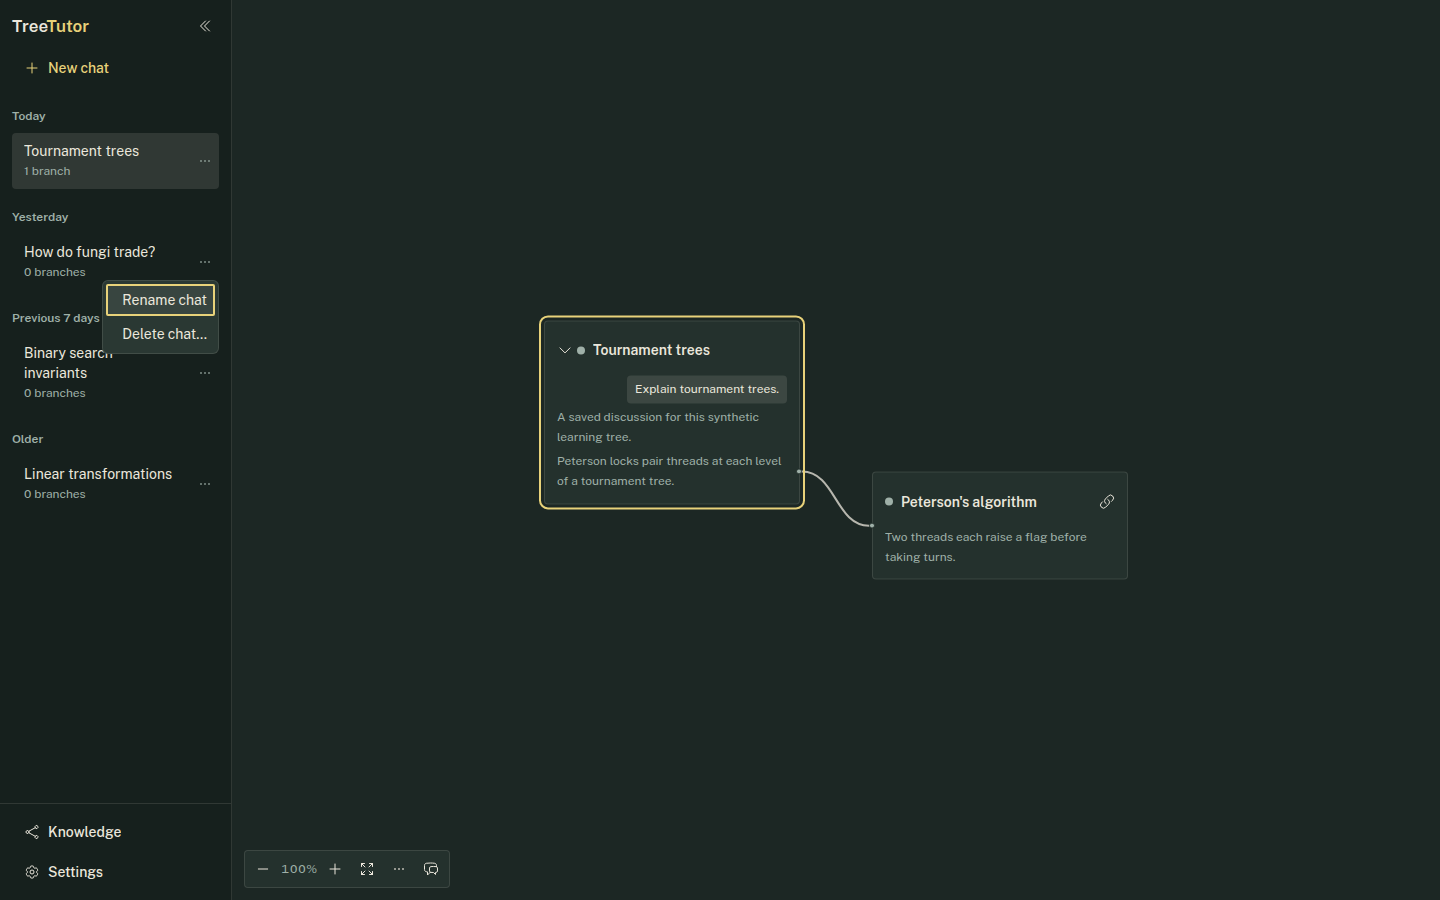 TreeTutor
New chat
Today
Tournament trees
1 branch
Yesterday
How do fungi trade?
0 branches
Rename chat
Previous 7 days
Delete chat...
Binary search
invariants
0 branches
Older
Linear transformations
0 branches
Knowledge
Settings
Tournament trees
Explain tournament trees.
A saved discussion for this synthetic
learning tree.
Peterson locks pair threads at each level
of a tournament tree.
Peterson's algorithm
Two threads each raise a flag before
taking turns.
100%